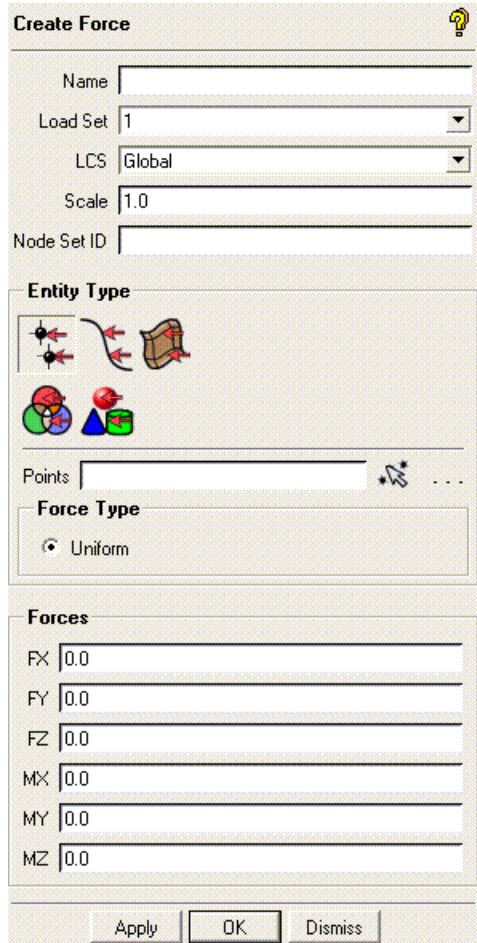 Create Force
Name
Load Set 1
LCS Global
Scale 1.0
Node Set ID
Entity Type
Points ...
Force Type
Uniform
Forces
FX 0.0
FY 0.0
FZ 0.0
MX 0.0
MY 0.0
MZ 0.0
Apply OK Dismiss